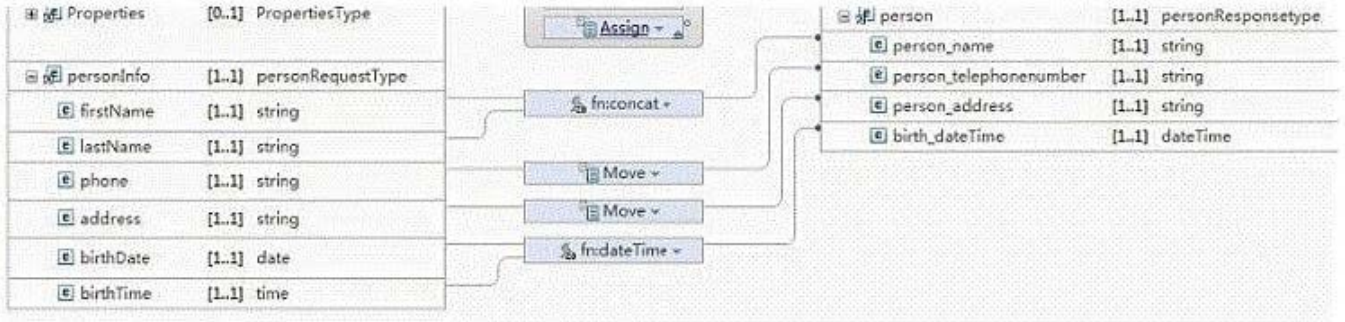 Properties [0..1] PropertiesType
personInfo [1..1] personRequestType
firstName [1..1] string
lastName [1..1] string
phone [1..1] string
address [1..1] string
birthDate [1..1] date
birthTime [1..1] time
Assign
fn:concat
Move
Move
fn:dateTime
person [1..1] personResponsetype
person_name [1..1] string
person_telephonenumber [1..1] string
person_address [1..1] string
birth_dateTime [1..1] dateTime